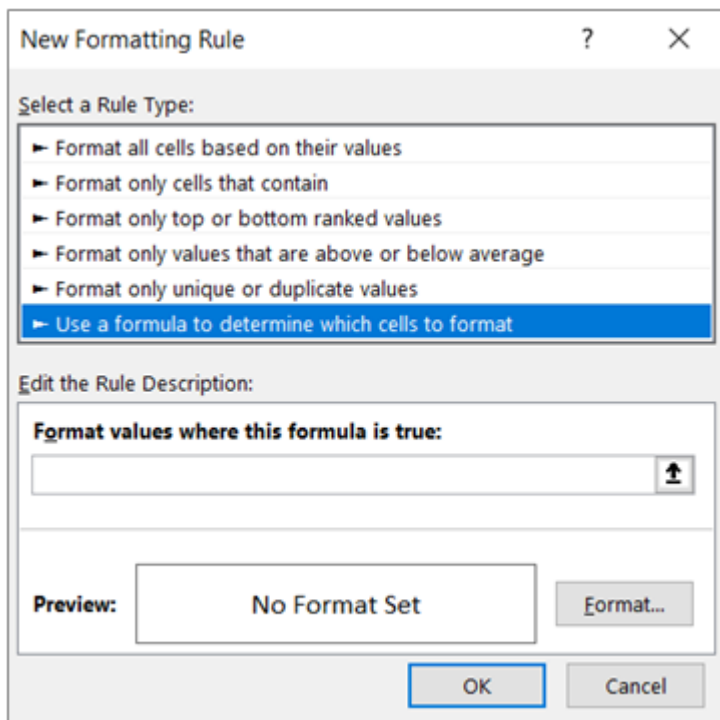 New Formatting Rule ?
Select a Rule Type:
► Format all cells based on their values
► Format only cells that contain
► Format only top or bottom ranked values
► Format only values that are above or below average
► Format only unique or duplicate values
► Use a formula to determine which cells to format
Edit the Rule Description:
Format values where this formula is true:
Preview: No Format Set Format...
OK Cancel